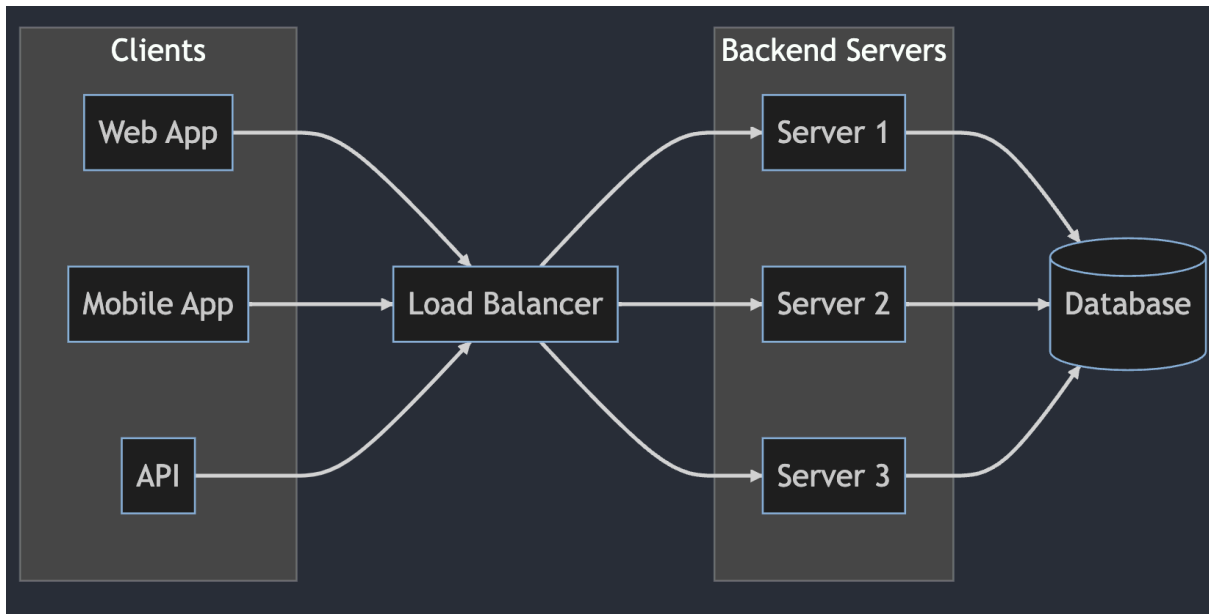 Clients
Web App
Mobile App
API
Load Balancer
Backend Servers
Server 1
Server 2
Server 3
Database